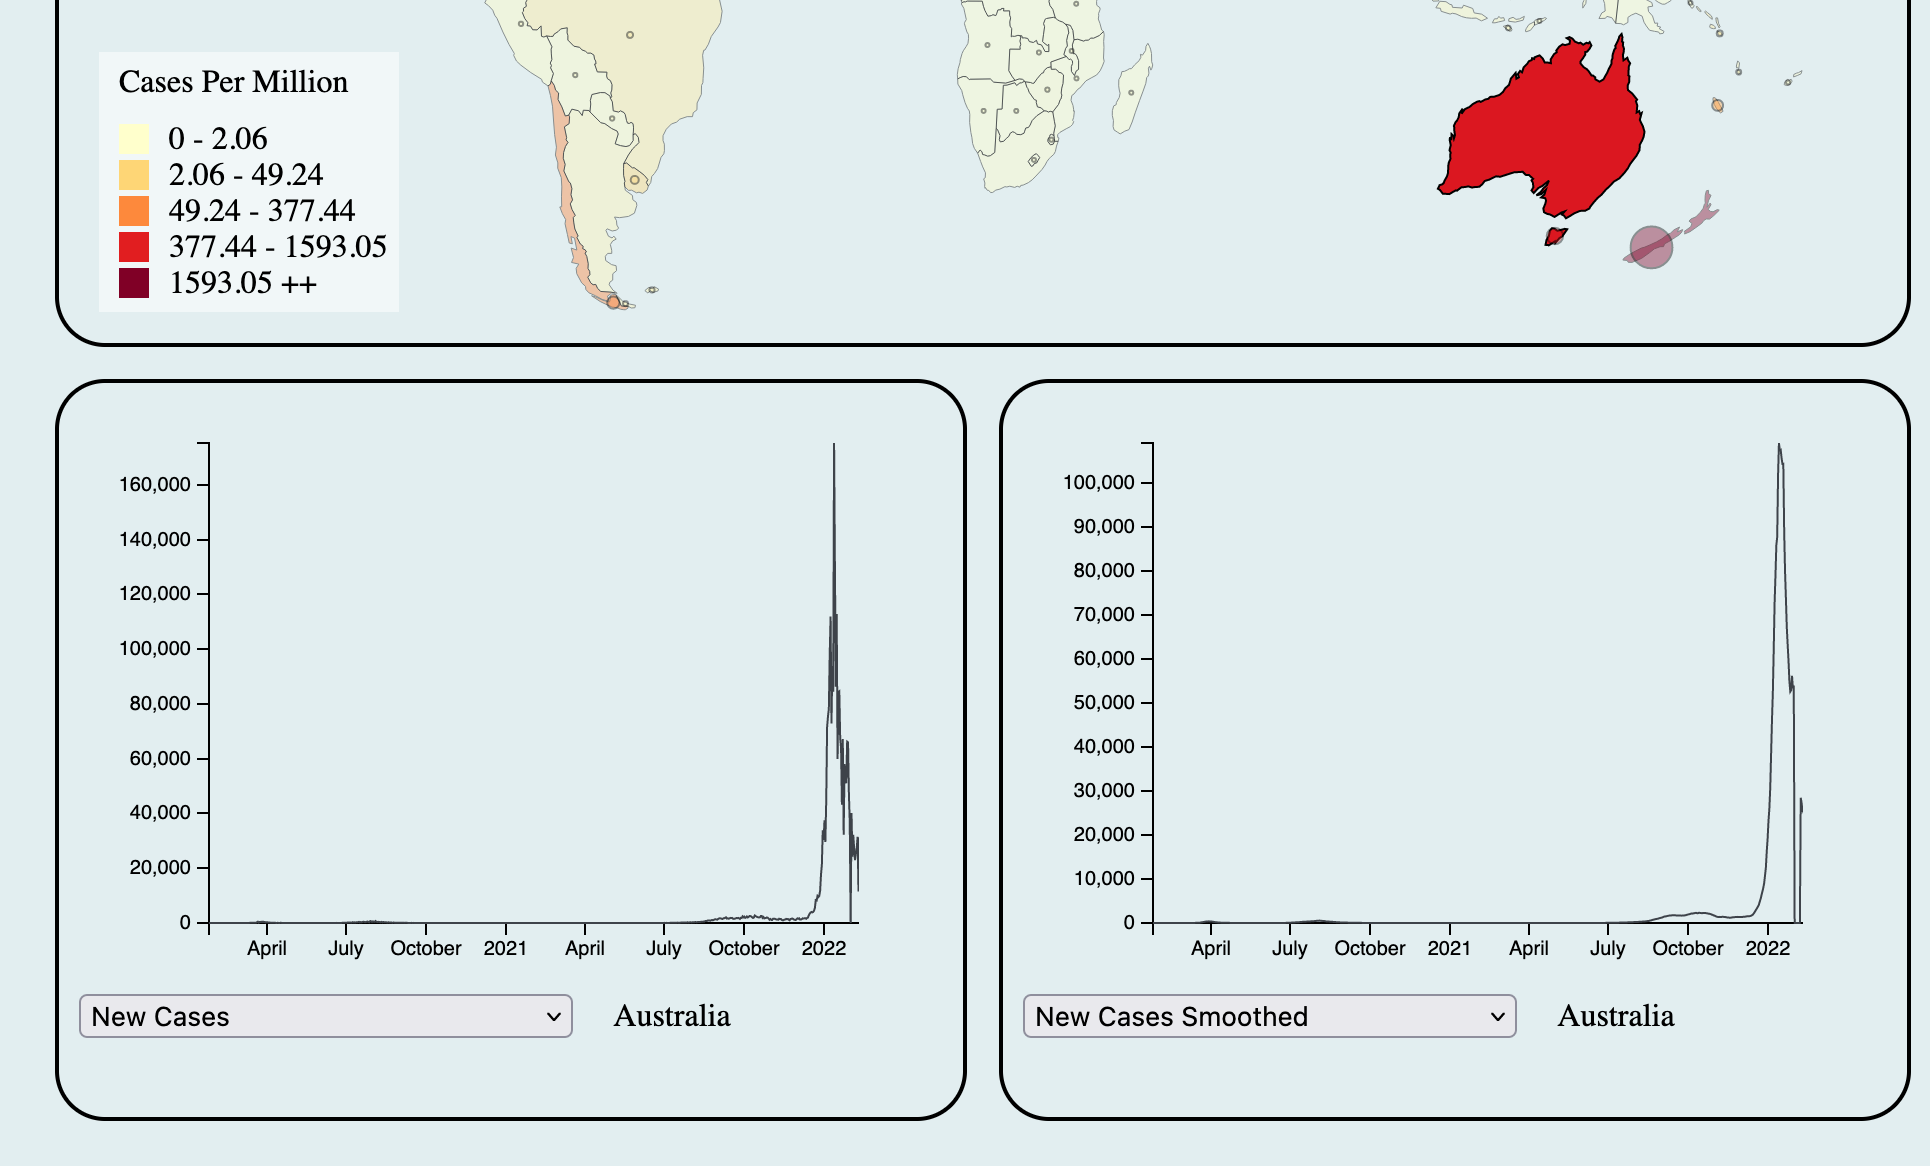 Cases Per Million
0 - 2.06
2.06 - 49.24
49.24 - 377.44
377.44 - 1593.05
1593.05 ++
160,000
140,000
120,000
100,000
80,000
60,000
40,000
20,000
0
April July October 2021 April July October 2022
New Cases
Australia
100,000
90,000
80,000
70,000
60,000
50,000
40,000
30,000
20,000
10,000
0
April July October 2021 April July October 2022
New Cases Smoothed
Australia